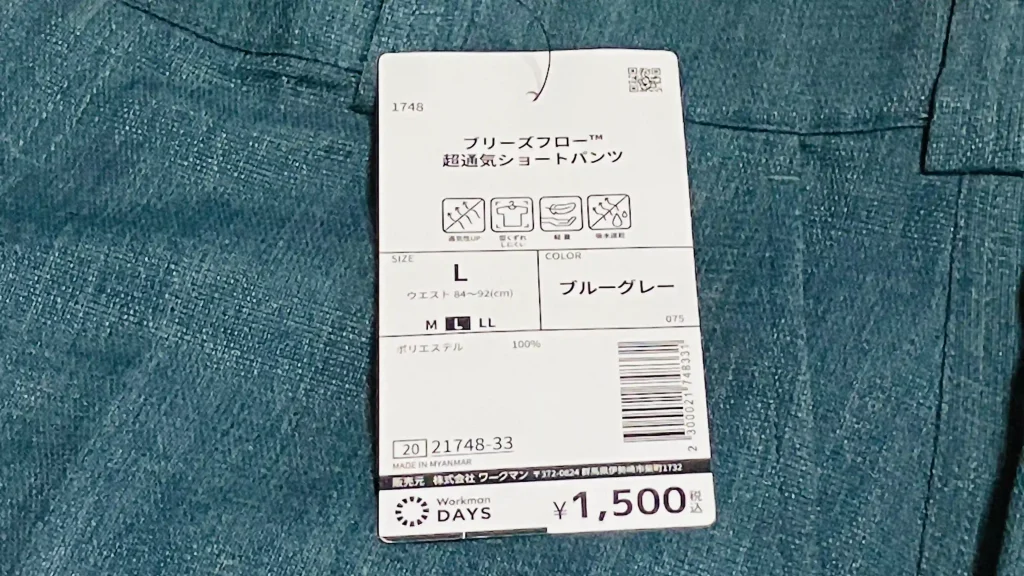 1748
ブリーズフロー™
超通気ショートパンツ
通気性UP
型くずれ
しにくい
軽量
吸水速乾
SIZE
L
ウエスト 84～92(cm)
M L LL
COLOR
ブルーグレー
075
ポリエステル 100%
2 300021 748331
20 21748-33
MADE IN MYANMAR
販売元 株式会社 ワークマン 〒372-0824 群馬県伊勢崎市柴町1732
Workman
DAYS
¥1,500 税込